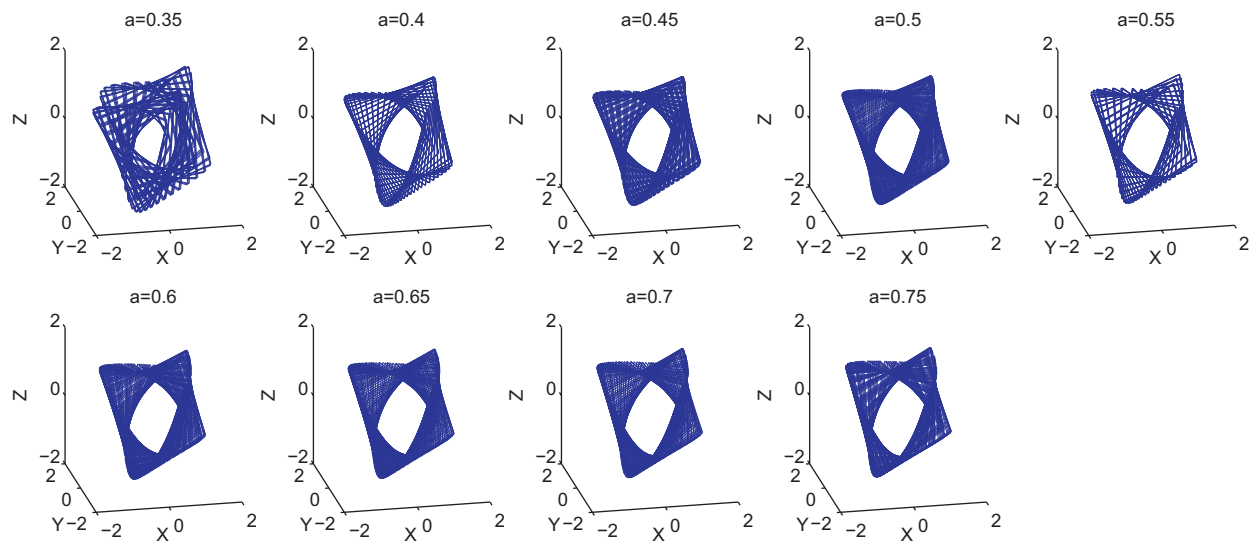 a=0.35 a=0.4 a=0.45 a=0.5 a=0.55
2 2 2 2 2
Z 0 Z 0 Z 0 Z 0 Z 0
−2 −2 −2 −2 −2
2 2 2 2 2
0 0 0 0 0
Y −2 −2 X 0 2 Y −2 −2 X 0 2 Y −2 −2 X 0 2 Y −2 −2 X 0 2 Y −2 −2 X 0 2
a=0.6 a=0.65 a=0.7 a=0.75
2 2 2 2
Z 0 Z 0 Z 0 Z 0
−2 −2 −2 −2
2 2 2 2
0 0 0 0
Y −2 −2 X 0 2 Y −2 −2 X 0 2 Y −2 −2 X 0 2 Y −2 −2 X 0 2